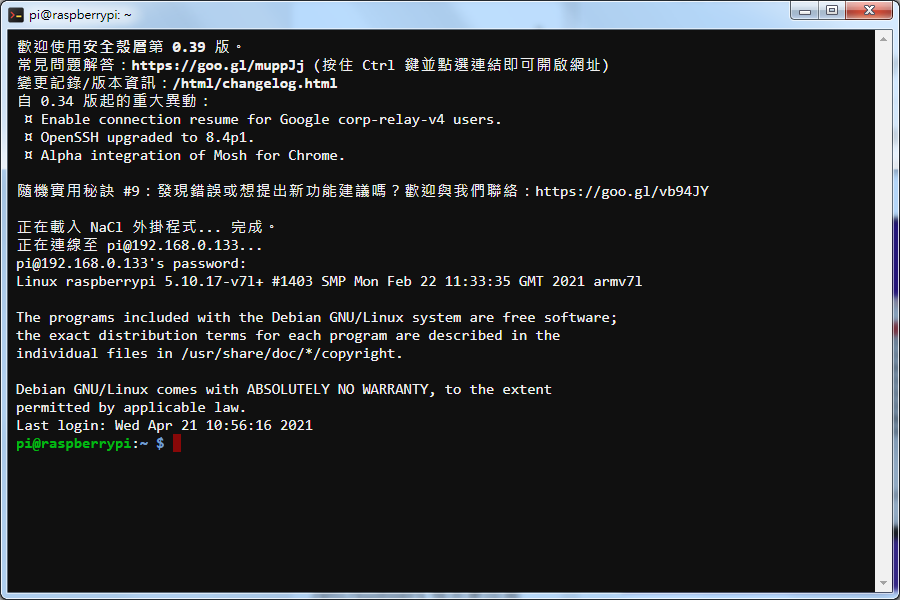 pi@raspberrypi: ~
歡迎使用安全殼層第 0.39 版。
常見問題解答：https://goo.gl/muppJj (按住 Ctrl 鍵並點選連結即可開啟網址)
變更記錄/版本資訊：/html/changelog.html
自 0.34 版起的重大異動：
¤ Enable connection resume for Google corp-relay-v4 users.
¤ OpenSSH upgraded to 8.4p1.
¤ Alpha integration of Mosh for Chrome.
隨機實用秘訣 #9：發現錯誤或想提出新功能建議嗎？歡迎與我們聯絡：https://goo.gl/vb94JY
正在載入 NaCl 外掛程式... 完成。
正在連線至 pi@192.168.0.133...
pi@192.168.0.133's password:
Linux raspberrypi 5.10.17-v7l+ #1403 SMP Mon Feb 22 11:33:35 GMT 2021 armv7l
The programs included with the Debian GNU/Linux system are free software;
the exact distribution terms for each program are described in the
individual files in /usr/share/doc/*/copyright.
Debian GNU/Linux comes with ABSOLUTELY NO WARRANTY, to the extent
permitted by applicable law.
Last login: Wed Apr 21 10:56:16 2021
pi@raspberrypi:~ $